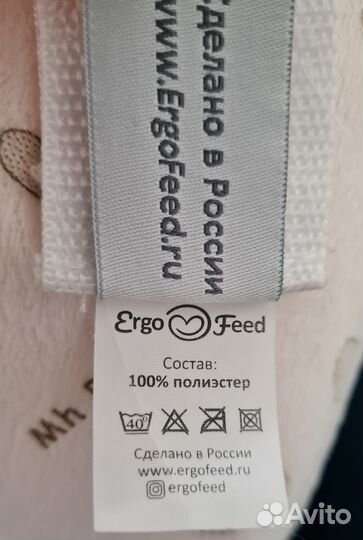 Сделано в России
www.ErgoFeed.ru
Ergo Feed
Состав:
100% полиэстер
40°
Сделано в России
www.ergofeed.ru
ergofeed
Avito